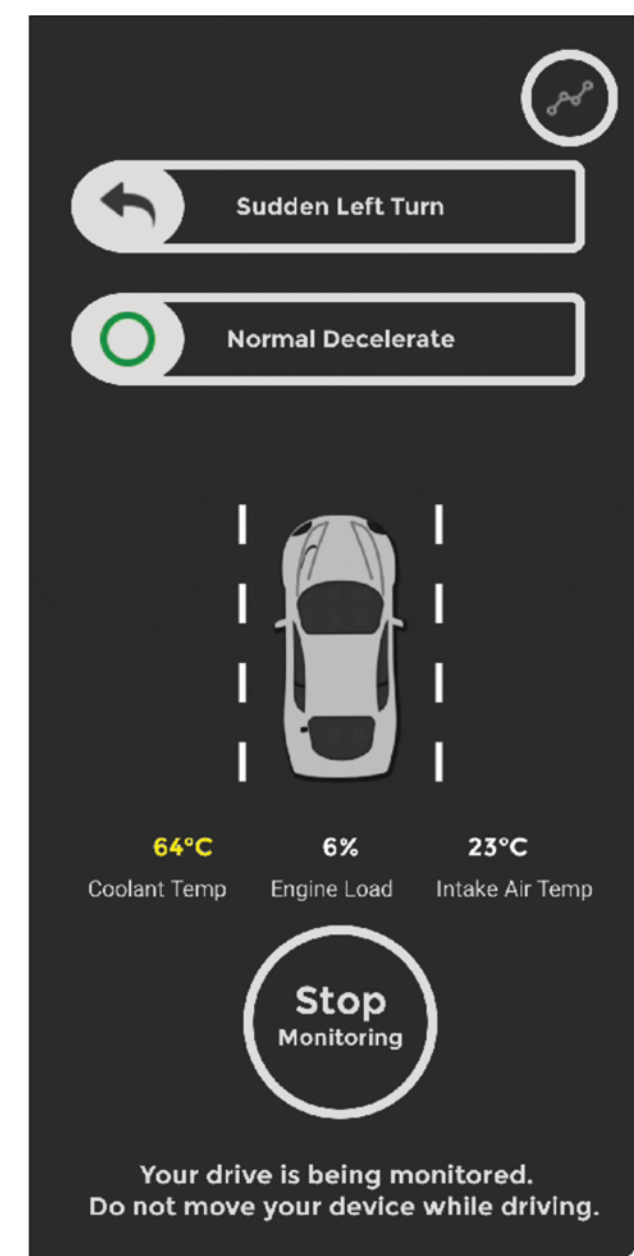 Sudden Left Turn
Normal Decelerate
64°C 6% 23°C
Coolant Temp Engine Load Intake Air Temp
Stop
Monitoring
Your drive is being monitored.
Do not move your device while driving.